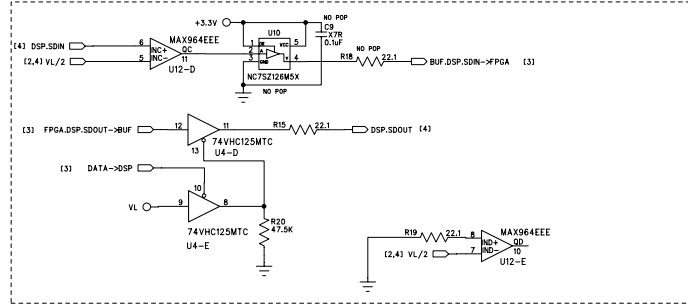 NO POP
U10
C9
+3.3V
X7R
0.1uF
[4] DSP.SDIN
6
MAX964EEE
INC+
QC
1
OE
VCC
5
NO POP
[2,4] VL/2
5
INC-
11
2
A
3
GND
Y
4
R18
22.1
BUF.DSP.SDIN->FPGA [3]
U12-D
NC7SZ126M5X
NO POP
[3] FPGA.DSP.SDOUT->BUF
12
11
R15
22.1
DSP.SDOUT [4]
74VHC125MTC
13
U4-D
[3] DATA->DSP
10
VL
9
8
74VHC125MTC
U4-E
R20
47.5K
R19
22.1
8
MAX964EEE
IND+
QD
[2,4] VL/2
7
IND-
10
U12-E